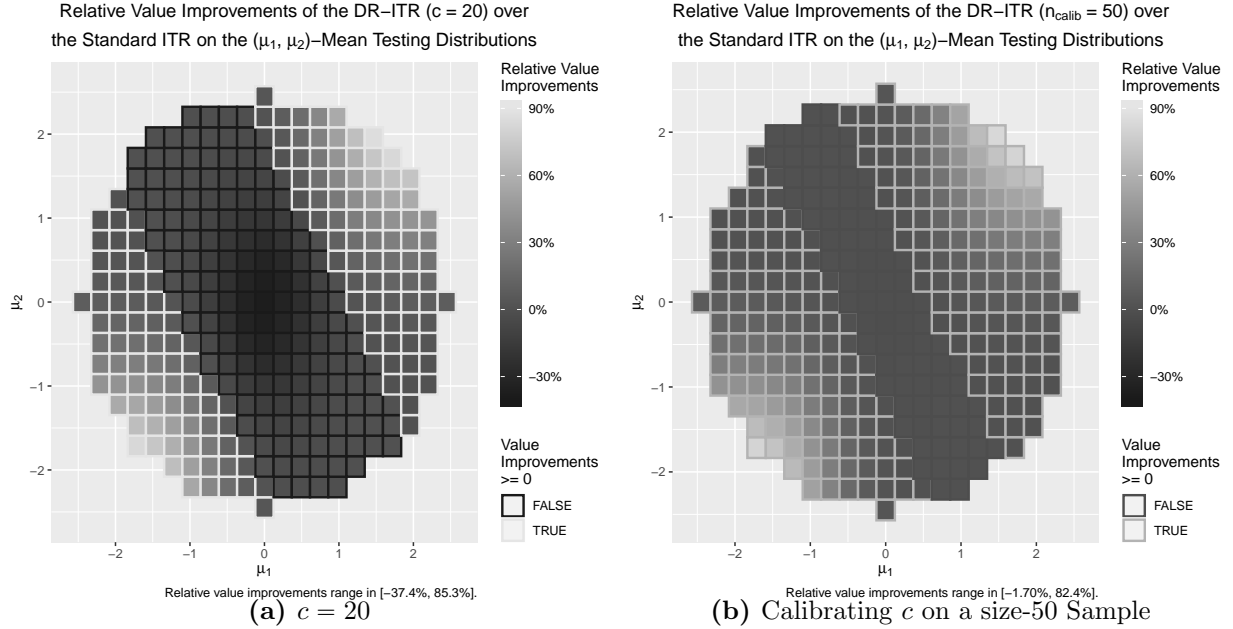 Relative Value Improvements of the DR−ITR (c = 20) over
the Standard ITR on the (μ1, μ2)−Mean Testing Distributions
Relative Value
Improvements
90%
60%
30%
0%
−30%
Value
Improvements
>= 0
FALSE
TRUE
2
1
0
−1
−2
μ2
−2
−1
0
1
2
μ1
Relative value improvements range in [−37.4%, 85.3%].
(a) c = 20
Relative Value Improvements of the DR−ITR (ncalib = 50) over
the Standard ITR on the (μ1, μ2)−Mean Testing Distributions
Relative Value
Improvements
90%
60%
30%
0%
−30%
Value
Improvements
>= 0
FALSE
TRUE
2
1
0
−1
−2
μ2
−2
−1
0
1
2
μ1
Relative value improvements range in [−1.70%, 82.4%].
(b) Calibrating c on a size-50 Sample